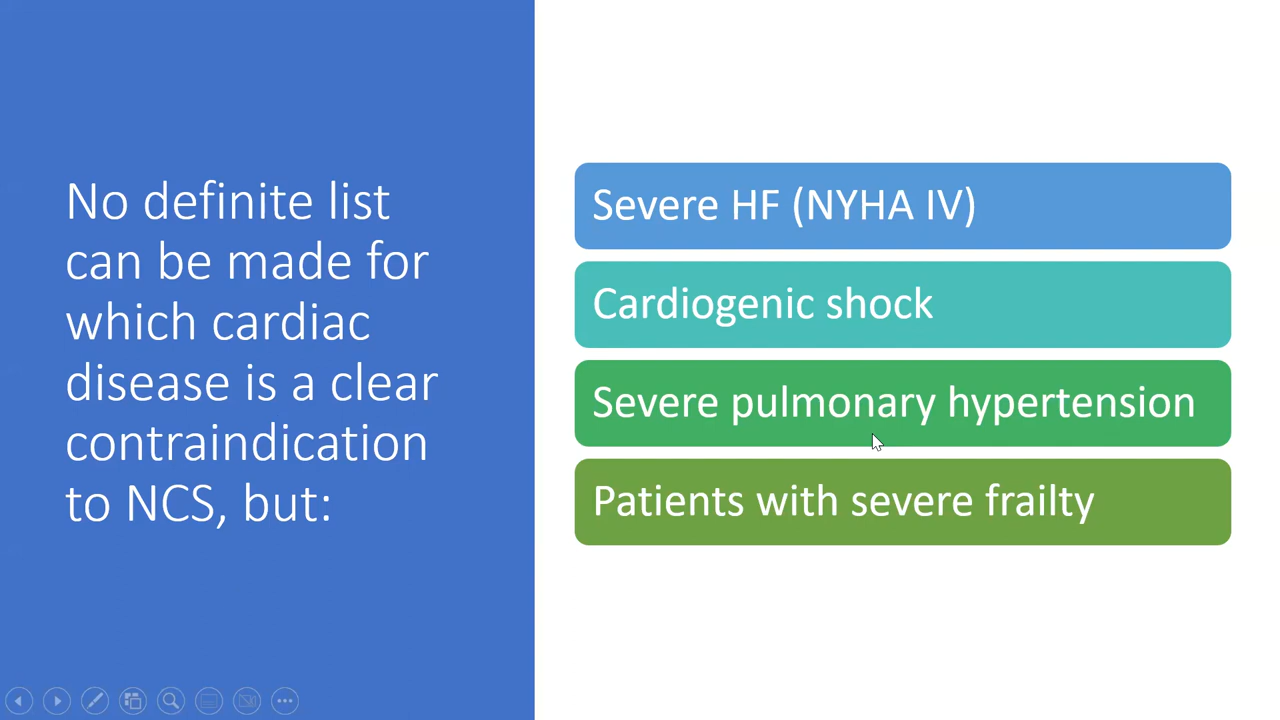 No definite list
can be made for
which cardiac
disease is a clear
contraindication
to NCS, but:
Severe HF (NYHA IV)
Cardiogenic shock
Severe pulmonary hypertension
Patients with severe frailty